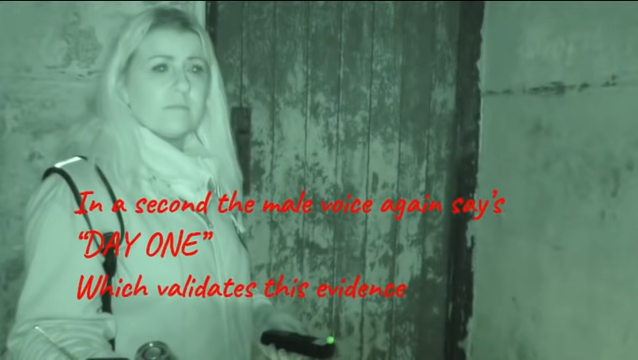 In a second the male voice again say's
“DAY ONE”
Which validates this evidence